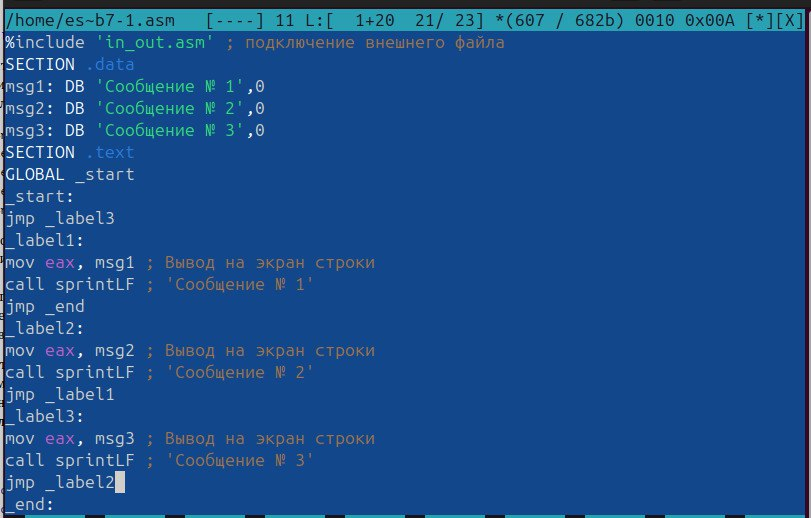 /home/es~b7-1.asm   [----] 11 L:[  1+20  21/ 23] *(607 / 682b) 0010 0x00A [*][X]
%include 'in_out.asm' ; подключение внешнего файла
SECTION .data
msg1: DB 'Сообщение № 1',0
msg2: DB 'Сообщение № 2',0
msg3: DB 'Сообщение № 3',0
SECTION .text
GLOBAL _start
_start:
jmp _label3
_label1:
mov eax, msg1 ; Вывод на экран строки
call sprintLF ; 'Сообщение № 1'
jmp _end
_label2:
mov eax, msg2 ; Вывод на экран строки
call sprintLF ; 'Сообщение № 2'
jmp _label1
_label3:
mov eax, msg3 ; Вывод на экран строки
call sprintLF ; 'Сообщение № 3'
jmp _label2
_end: